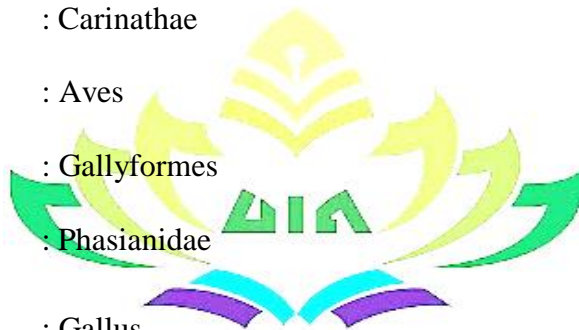 : Carinathae
: Aves
: Gallyformes
: Phasianidae
: Gallus